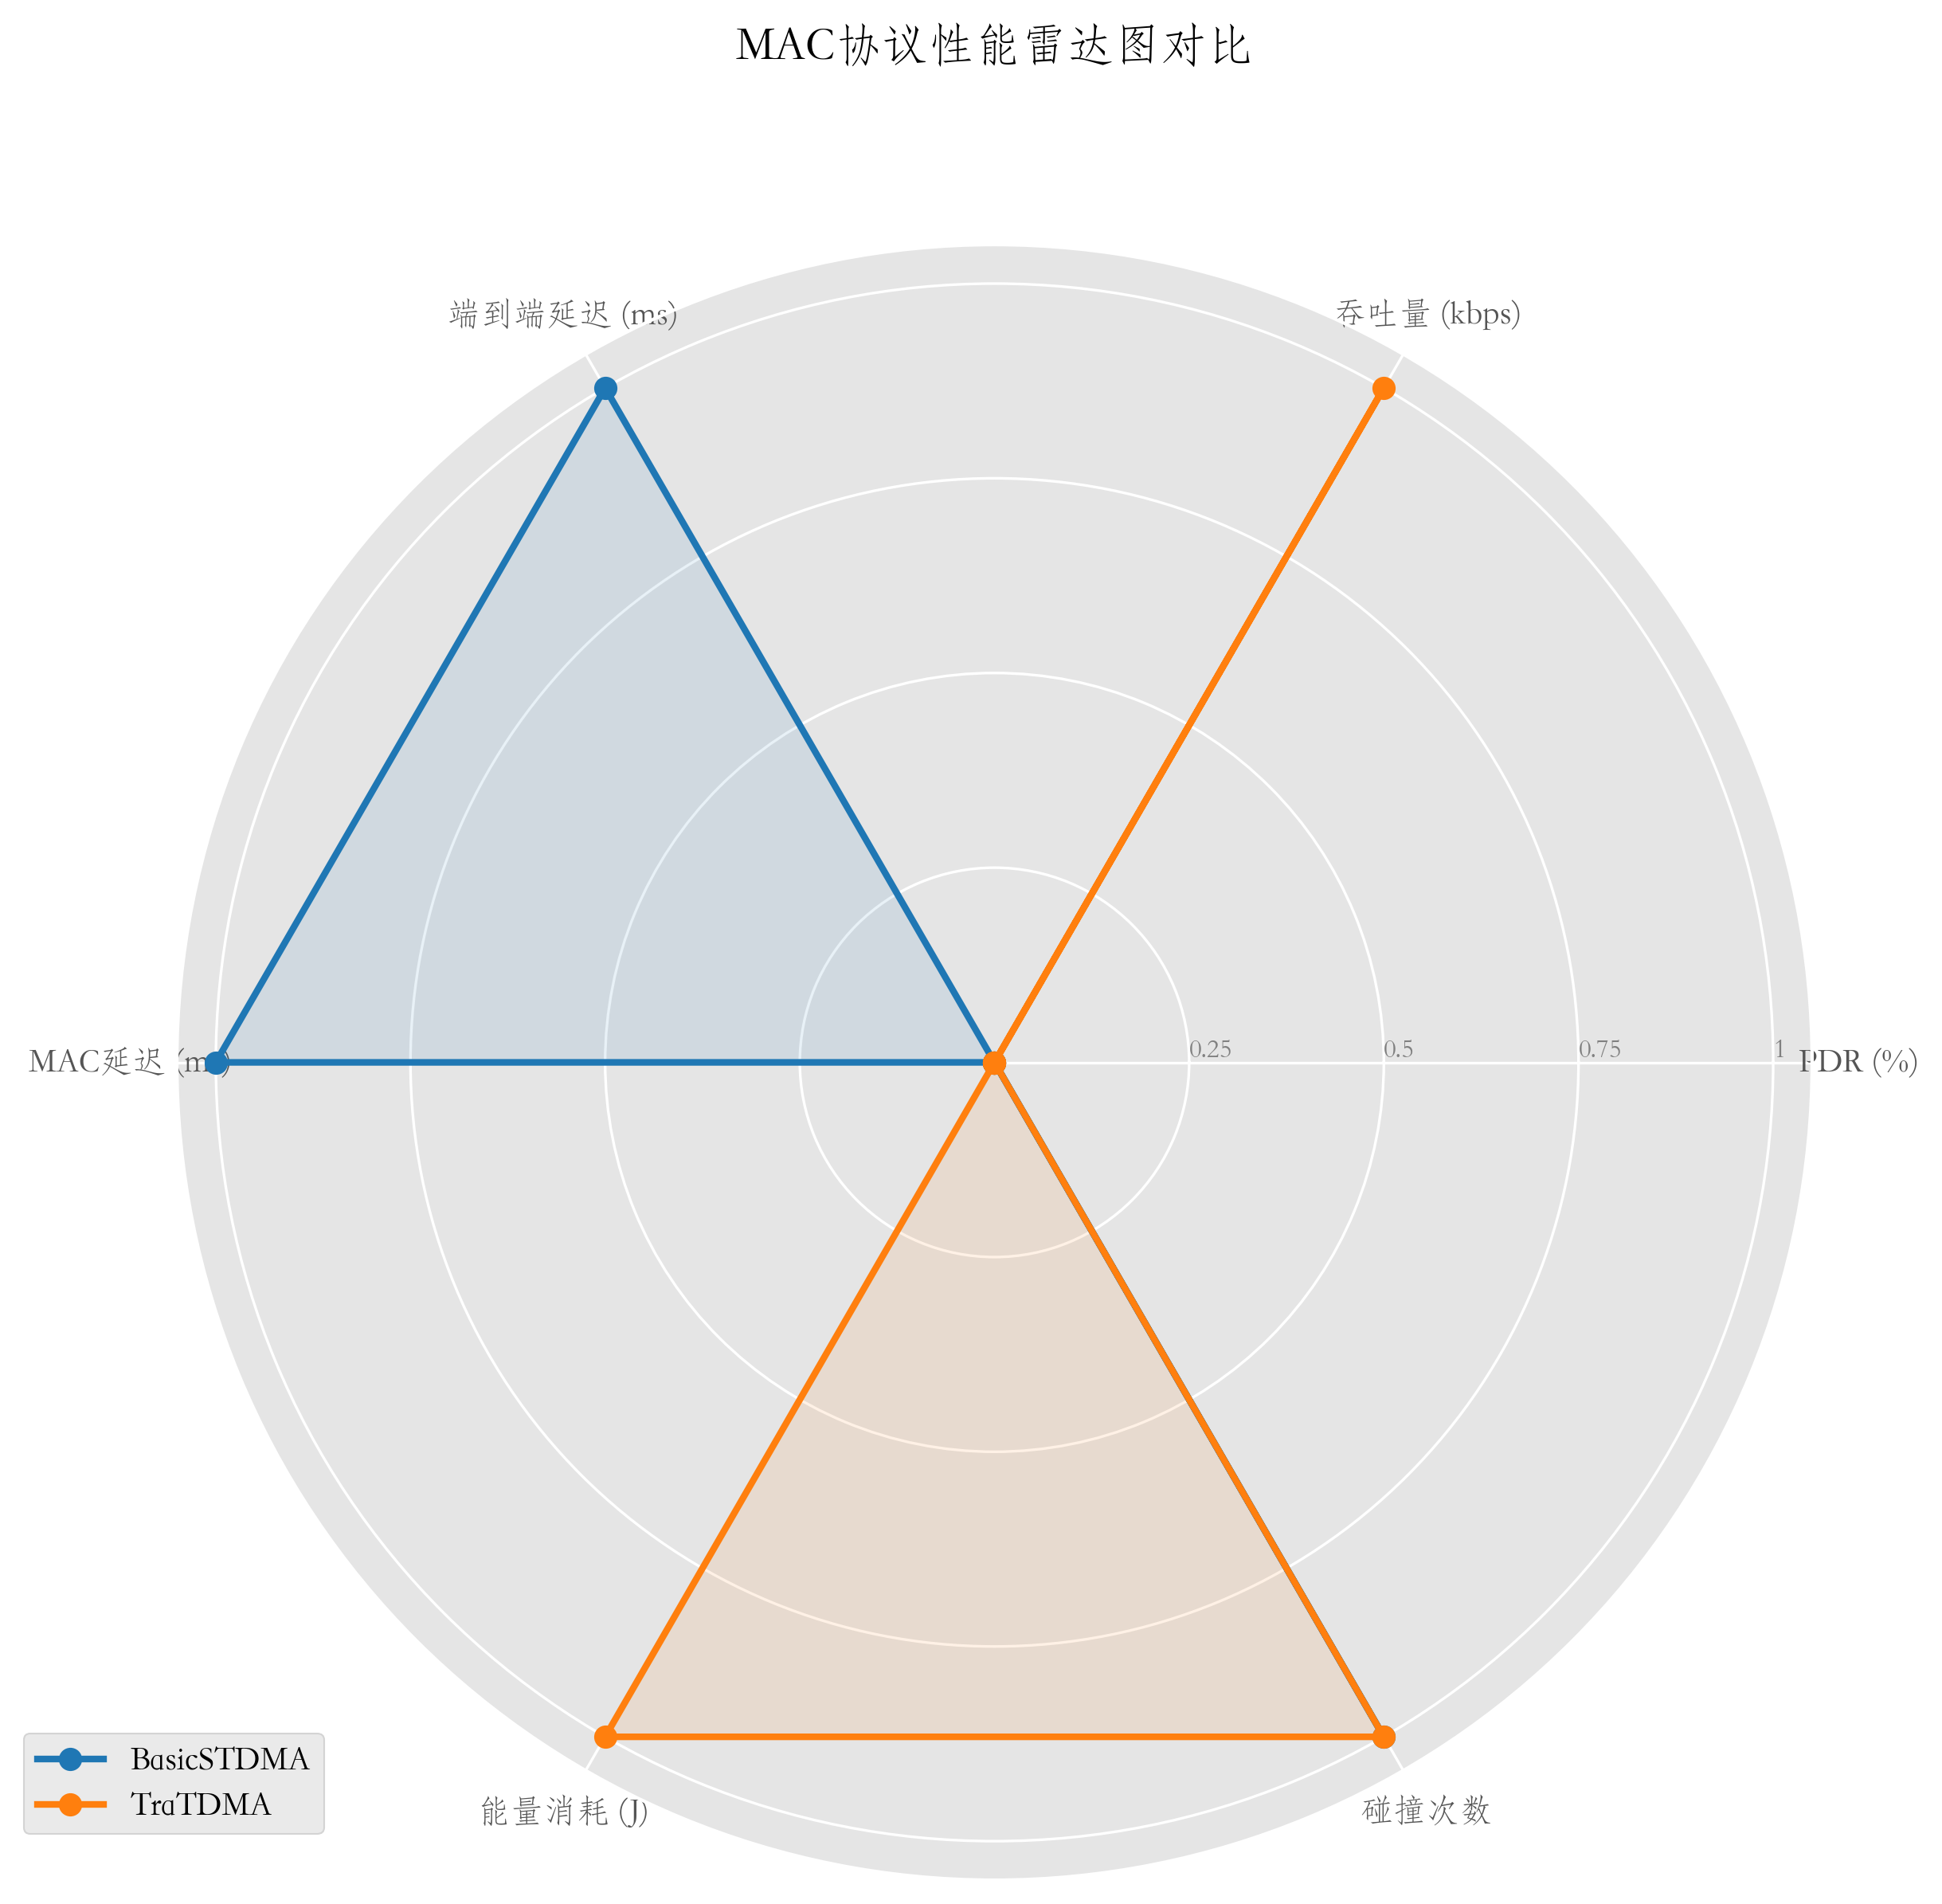 MAC协议性能雷达图对比
端到端延迟 (ms)
吞吐量 (kbps)
MAC延迟 (m)
0.25
0.5
0.75
1
PDR (%)
能量消耗 (J)
碰撞次数
BasicSTDMA
TraTDMA